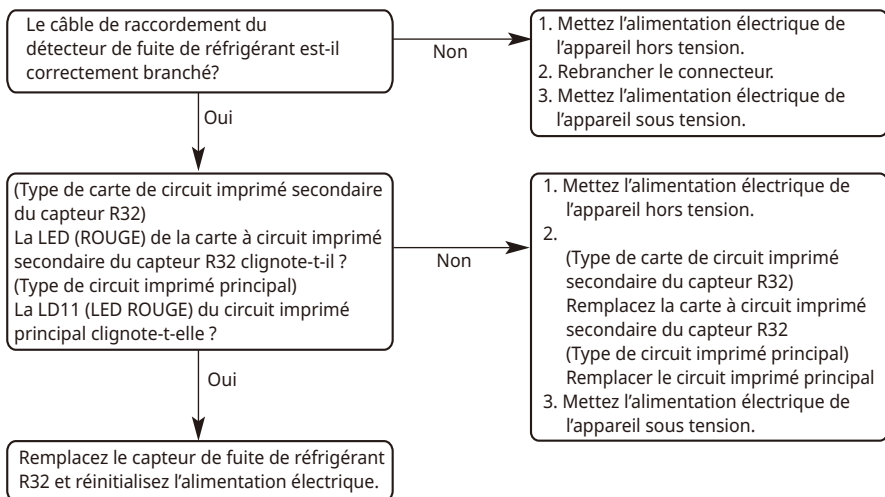 Le câble de raccordement du
détecteur de fuite de réfrigérant est-il
correctement branché?
Non
1. Mettez l’alimentation électrique de
l’appareil hors tension.
2. Rebrancher le connecteur.
3. Mettez l’alimentation électrique de
l’appareil sous tension.
Oui
(Type de carte de circuit imprimé secondaire
du capteur R32)
La LED (ROUGE) de la carte à circuit imprimé
secondaire du capteur R32 clignote-t-il ?
(Type de circuit imprimé principal)
La LD11 (LED ROUGE) du circuit imprimé
principal clignote-t-elle ?
Non
1. Mettez l’alimentation électrique de
l’appareil hors tension.
2.
(Type de carte de circuit imprimé
secondaire du capteur R32)
Remplacez la carte à circuit imprimé
secondaire du capteur R32
(Type de circuit imprimé principal)
Remplacer le circuit imprimé principal
3. Mettez l’alimentation électrique de
l’appareil sous tension.
Oui
Remplacez le capteur de fuite de réfrigérant
R32 et réinitialisez l’alimentation électrique.